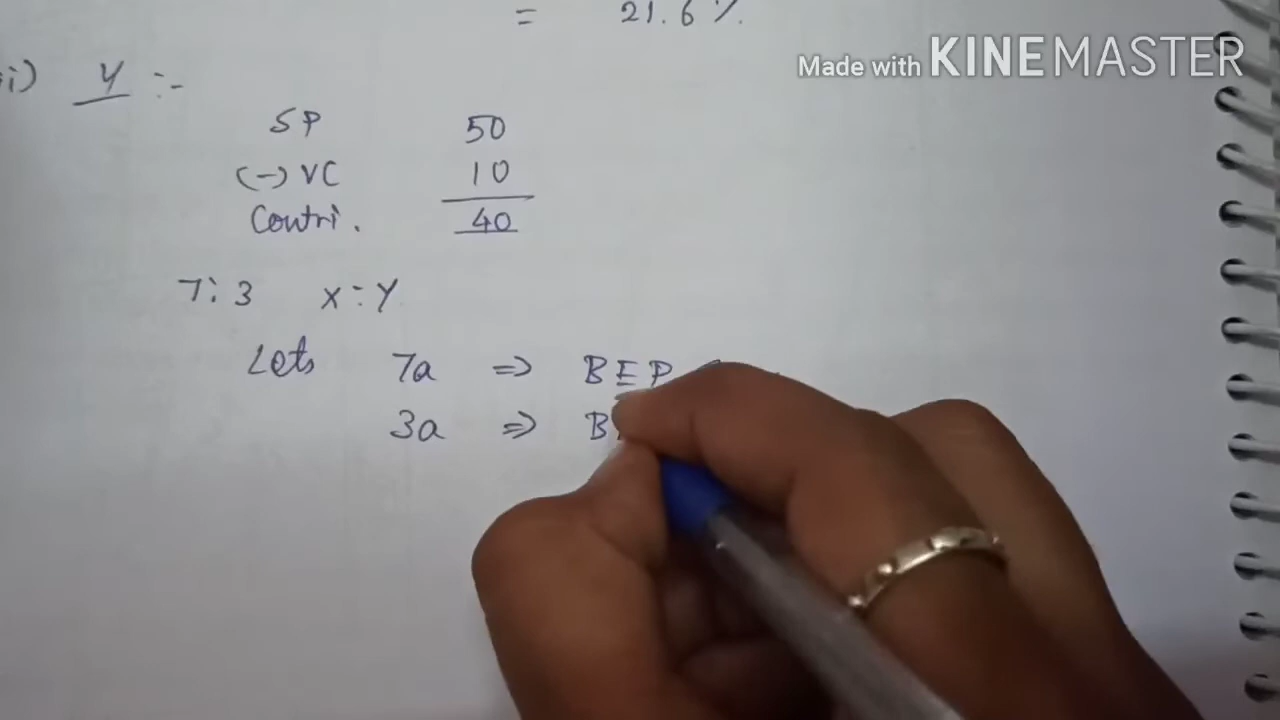 = 21.6 %.
Made with KINEMASTER
ii) Y :-
SP 50
(-) VC 10
Contri. 40
7:3 X:Y
Lets 7a => BEP
3a => B